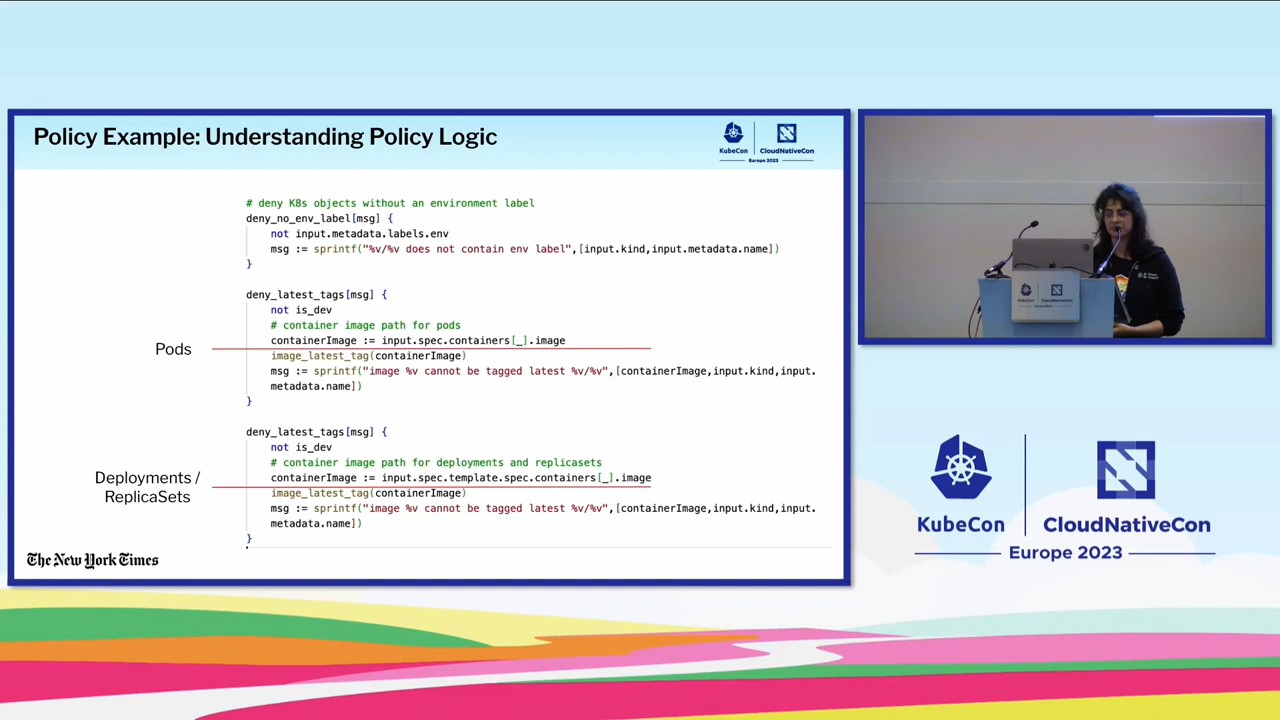 Policy Example: Understanding Policy Logic
KubeCon
CloudNativeCon
Europe 2023
# deny K8s objects without an environment label
deny_no_env_label[msg] {
not input.metadata.labels.env
msg := sprintf("%v/%v does not contain env label",[input.kind,input.metadata.name])
}
deny_latest_tags[msg] {
not is_dev
# container image path for pods
containerImage := input.spec.containers[_].image
image_latest_tag(containerImage)
msg := sprintf("image %v cannot be tagged latest %v/%v",[containerImage,input.kind,input.
metadata.name])
}
Pods
deny_latest_tags[msg] {
not is_dev
# container image path for deployments and replicasets
containerImage := input.spec.template.spec.containers[_].image
image_latest_tag(containerImage)
msg := sprintf("image %v cannot be tagged latest %v/%v",[containerImage,input.kind,input.
metadata.name])
}
Deployments /
ReplicaSets
The New York Times
KubeCon
CloudNativeCon
KubeCon
CloudNativeCon
Europe 2023